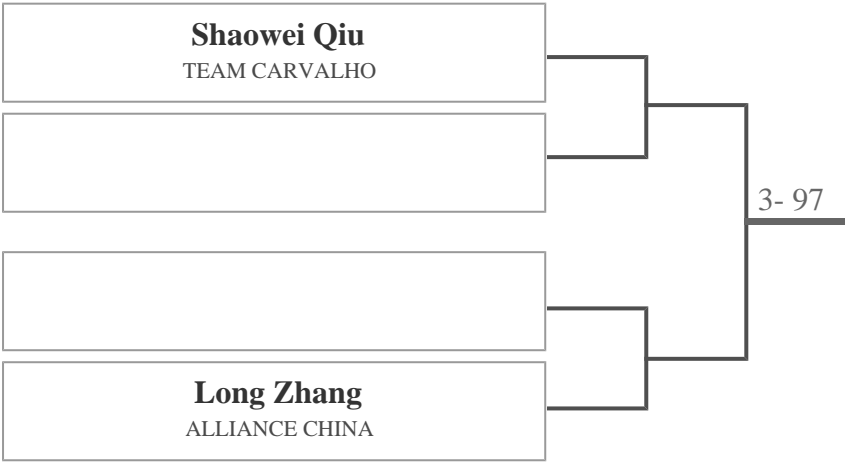 Shaowei Qiu
TEAM CARVALHO
3- 97
Long Zhang
ALLIANCE CHINA